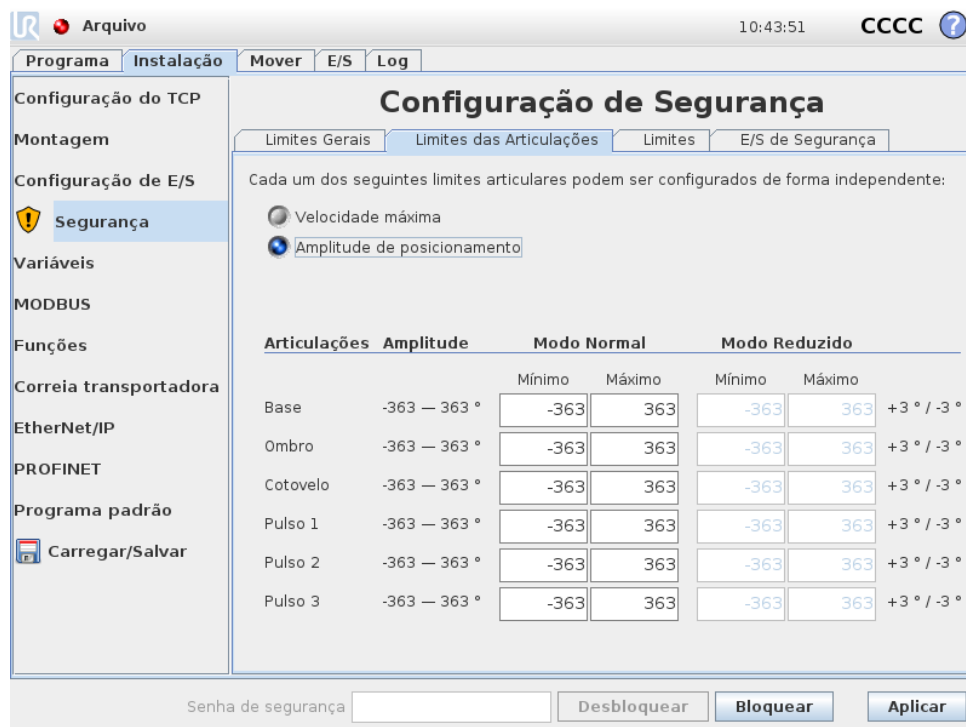 UR Arquivo 10:43:51 CCCC ?
Programa Instalação Mover E/S Log
Configuração do TCP
Montagem
Configuração de E/S
Segurança
Variáveis
MODBUS
Funções
Correia transportadora
EtherNet/IP
PROFINET
Programa padrão
Carregar/Salvar
Configuração de Segurança
Limites Gerais Limites das Articulações Limites E/S de Segurança
Cada um dos seguintes limites articulares podem ser configurados de forma independente:
Velocidade máxima
Amplitude de posicionamento
Articulações Amplitude Modo Normal Modo Reduzido
Mínimo Máximo Mínimo Máximo
Base -363 — 363 ° -363 363 -363 363 +3 ° / -3 °
Ombro -363 — 363 ° -363 363 -363 363 +3 ° / -3 °
Cotovelo -363 — 363 ° -363 363 -363 363 +3 ° / -3 °
Pulso 1 -363 — 363 ° -363 363 -363 363 +3 ° / -3 °
Pulso 2 -363 — 363 ° -363 363 -363 363 +3 ° / -3 °
Pulso 3 -363 — 363 ° -363 363 -363 363 +3 ° / -3 °
Senha de segurança Desbloquear Bloquear Aplicar